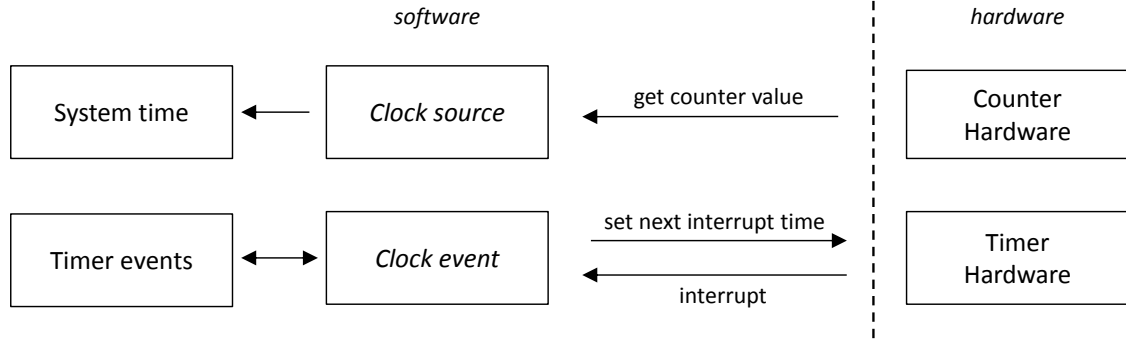 software
hardware
System time
Clock source
get counter value
Counter
Hardware
Timer events
Clock event
set next interrupt time
interrupt
Timer
Hardware